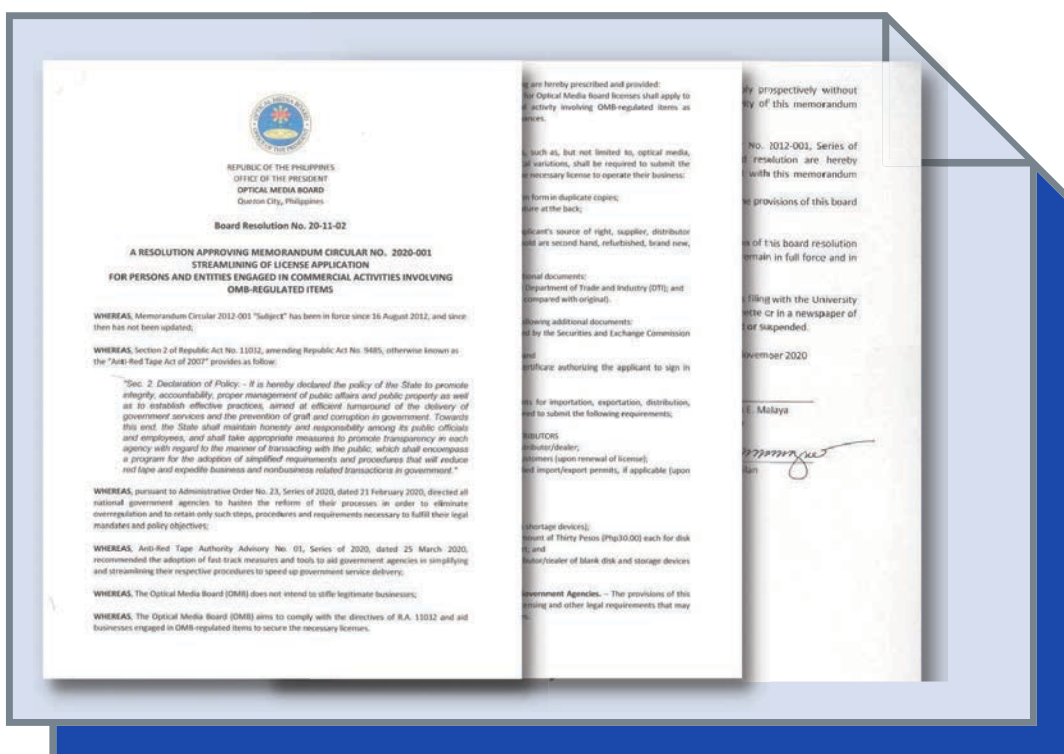 OPTICAL MEDIA BOARD
OFFICE OF THE PRESIDENT
REPUBLIC OF THE PHILIPPINES
OFFICE OF THE PRESIDENT
OPTICAL MEDIA BOARD
Quezon City, Philippines
Board Resolution No. 20-11-02
A RESOLUTION APPROVING MEMORANDUM CIRCULAR NO. 2020-001
STREAMLINING OF LICENSE APPLICATION
FOR PERSONS AND ENTITIES ENGAGED IN COMMERCIAL ACTIVITIES INVOLVING
OMB-REGULATED ITEMS
WHEREAS, Memorandum Circular 2012-001 "Subject" has been in force since 16 August 2012, and since
then has not been updated;
WHEREAS, Section 2 of Republic Act No. 11032, amending Republic Act No. 9485, otherwise known as
the "Anti-Red Tape Act of 2007" provides as follow:
"Sec. 2. Declaration of Policy. - It is hereby declared the policy of the State to promote
integrity, accountability, proper management of public affairs and public property as well
as to establish effective practices, aimed at efficient turnaround of the delivery of
government services and the prevention of graft and corruption in government. Towards
this end, the State shall maintain honesty and responsibility among its public officials
and employees, and shall take appropriate measures to promote transparency in each
agency with regard to the manner of transacting with the public, which shall encompass
a program for the adoption of simplified requirements and procedures that will reduce
red tape and expedite business and nonbusiness related transactions in government."
WHEREAS, pursuant to Administrative Order No. 23, Series of 2020, dated 21 February 2020, directed all
national government agencies to hasten the reform of their processes in order to eliminate
overregulation and to retain only such steps, procedures and requirements necessary to fulfill their legal
mandates and policy objectives;
WHEREAS, Anti-Red Tape Authority Advisory No. 01, Series of 2020, dated 25 March 2020,
recommended the adoption of fast track measures and tools to aid government agencies in simplifying
and streamlining their respective procedures to speed up government service delivery;
WHEREAS, The Optical Media Board (OMB) does not intend to stifle legitimate businesses;
WHEREAS, The Optical Media Board (OMB) aims to comply with the directives of R.A. 11032 and aid
businesses engaged in OMB-regulated items to secure the necessary licenses.
are hereby prescribed and provided:
for Optical Media Board licenses shall apply to
activity involving OMB-regulated items as
such as, but not limited to, optical media,
variations, shall be required to submit the
necessary license to operate their business:
form in duplicate copies;
at the back;
source of right, supplier, distributor
are second hand, refurbished, brand new,
documents:
Department of Trade and Industry (DTI); and
compared with original).
additional documents:
by the Securities and Exchange Commission
and
authorizing the applicant to sign in
for importation, exportation, distribution,
to submit the following requirements;
(upon renewal of license);
import/export permits, if applicable (upon
devices);
of Thirty Pesos (Php30.00) each for disk
and
of blank disk and storage devices
Agencies. – The provisions of this
and other legal requirements that may
prospectively without
of this memorandum
No. 2012-001, Series of
resolution are hereby
with this memorandum
provisions of this board
of this board resolution
remain in full force and in
filing with the University
or in a newspaper of
or suspended.
November 2020
E. Malaya